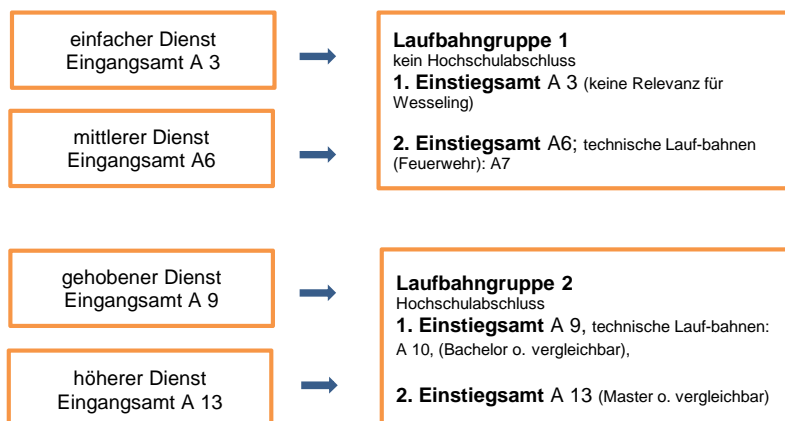 einfacher Dienst
Eingangsamt A 3
Laufbahngruppe 1
kein Hochschulabschluss
1. Einstiegsamt A 3 (keine Relevanz für
Wesseling)
mittlerer Dienst
Eingangsamt A6
2. Einstiegsamt A6; technische Lauf-bahnen
(Feuerwehr): A7
gehobener Dienst
Eingangsamt A 9
Laufbahngruppe 2
Hochschulabschluss
1. Einstiegsamt A 9, technische Lauf-bahnen:
A 10, (Bachelor o. vergleichbar),
höherer Dienst
Eingangsamt A 13
2. Einstiegsamt A 13 (Master o. vergleichbar)